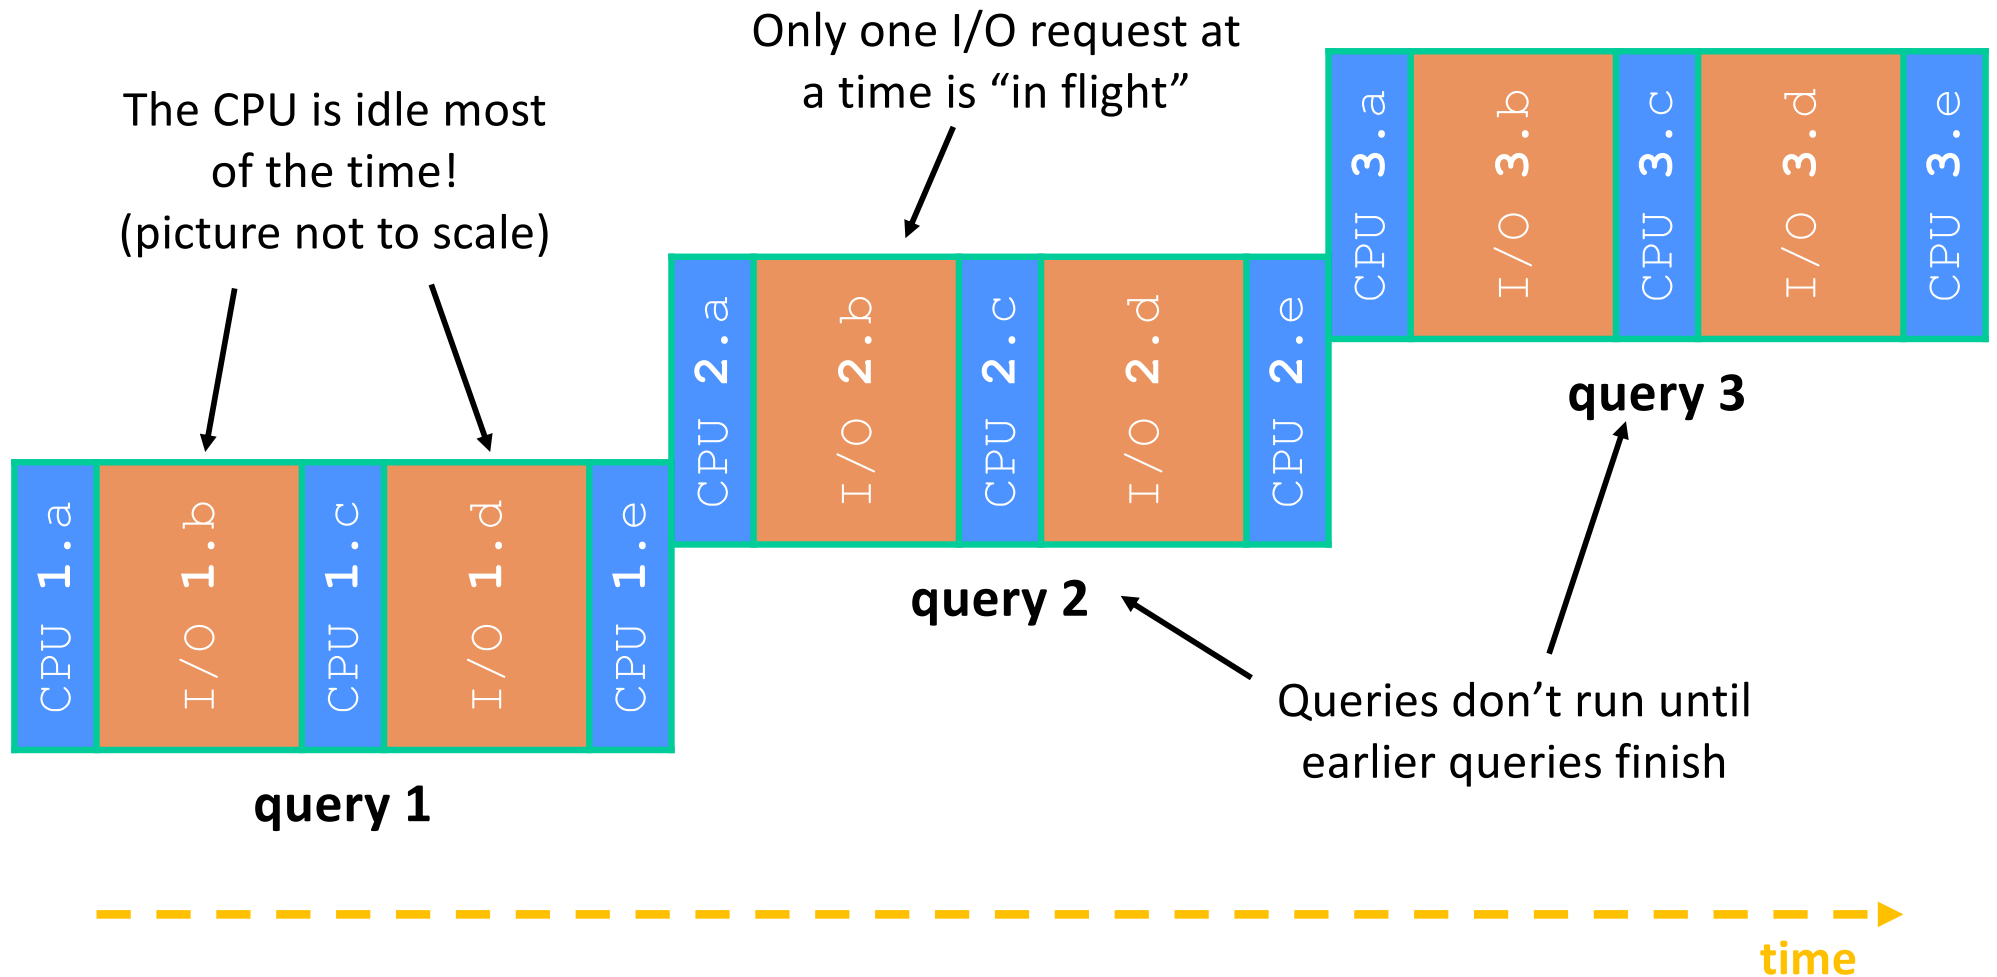 Only one I/O request at
a time is “in flight”
The CPU is idle most
of the time!
(picture not to scale)
CPU 3.a
I/O 3.b
CPU 3.c
I/O 3.d
CPU 3.e
query 3
CPU 2.a
I/O 2.b
CPU 2.c
I/O 2.d
CPU 2.e
query 2
CPU 1.a
I/O 1.b
CPU 1.c
I/O 1.d
CPU 1.e
query 1
Queries don’t run until
earlier queries finish
time